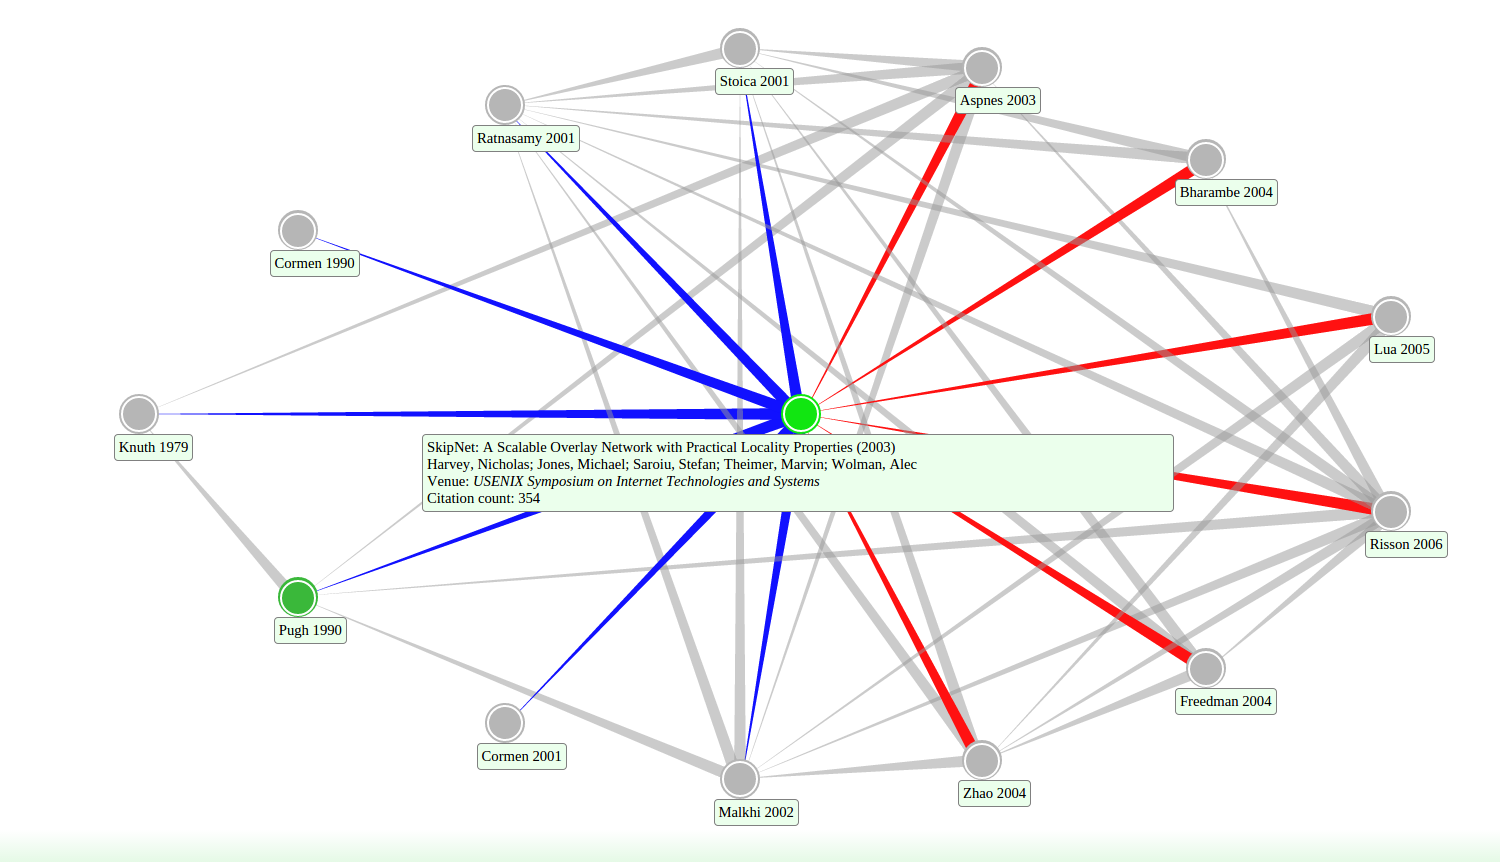 Stoica 2001
Aspnes 2003
Ratnasamy 2001
Bharambe 2004
Cormen 1990
Lua 2005
Knuth 1979
SkipNet: A Scalable Overlay Network with Practical Locality Properties (2003)
Harvey, Nicholas; Jones, Michael; Saroiu, Stefan; Theimer, Marvin; Wolman, Alec
Venue: USENIX Symposium on Internet Technologies and Systems
Citation count: 354
Risson 2006
Pugh 1990
Freedman 2004
Cormen 2001
Zhao 2004
Malkhi 2002